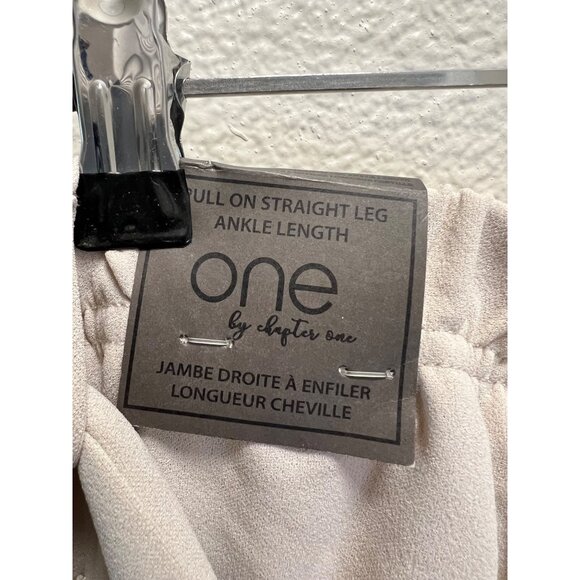 PULL ON STRAIGHT LEG
ANKLE LENGTH
one
by chapter one
JAMBE DROITE À ENFILER
LONGUEUR CHEVILLE